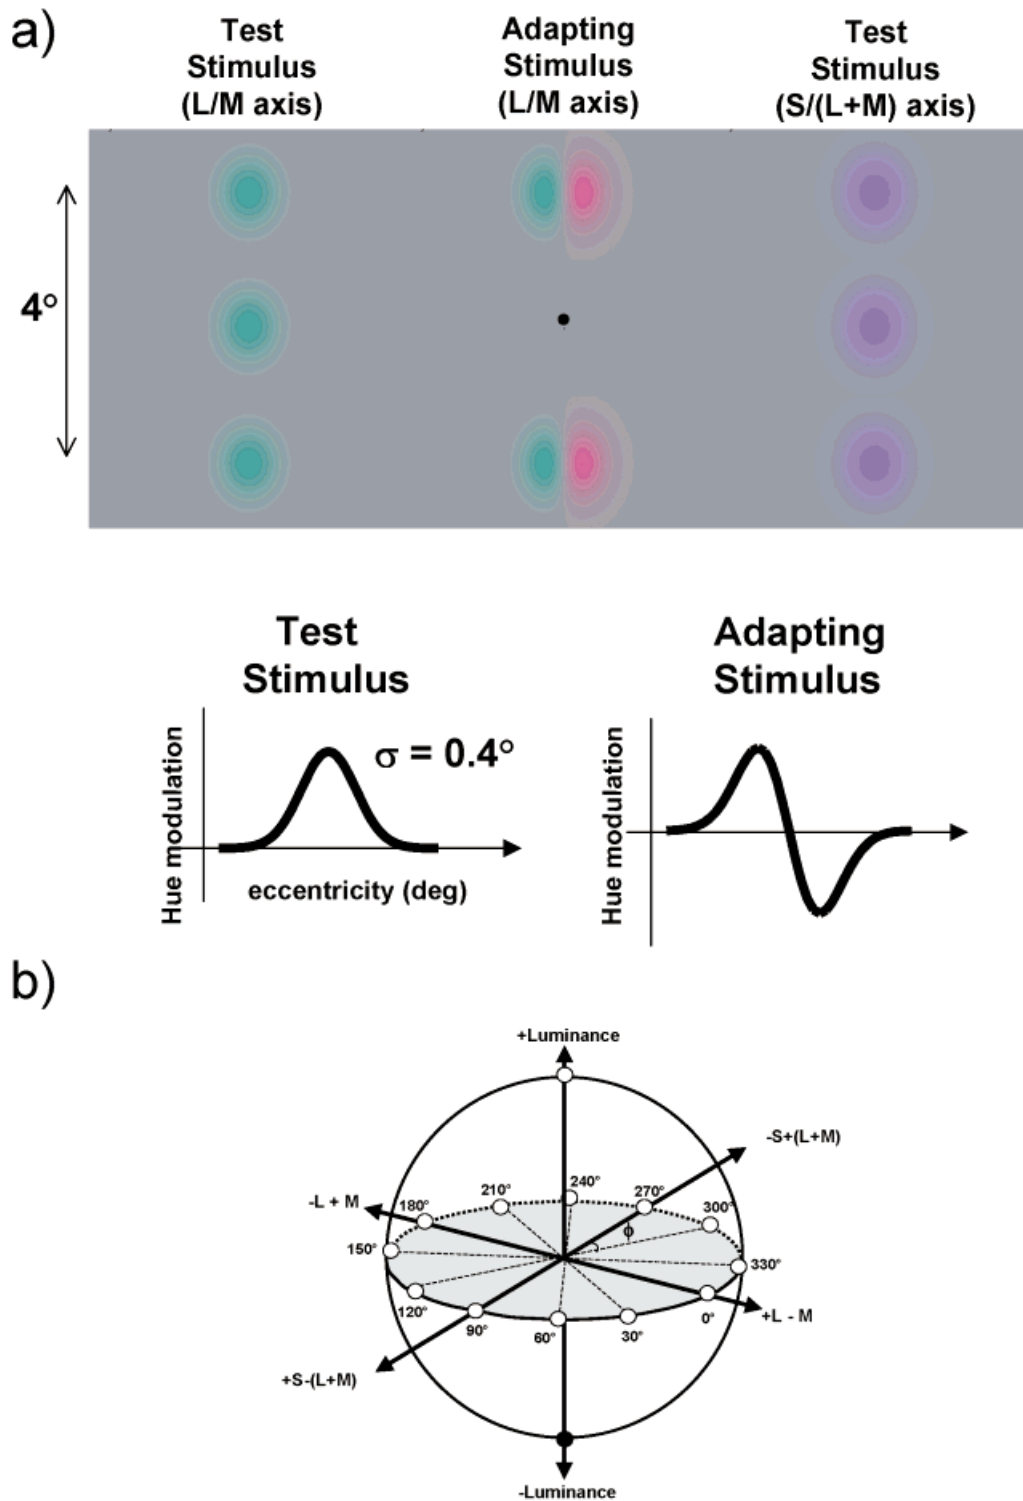 a)
Test
Stimulus
(L/M axis)
Adapting
Stimulus
(L/M axis)
Test
Stimulus
(S/(L+M) axis)
4°
Test
Stimulus
Hue modulation
σ = 0.4°
eccentricity (deg)
Adapting
Stimulus
Hue modulation
b)
+Luminance
-S+(L+M)
-L + M
180°
210°
240°
270°
300°
ϕ
150°
330°
120°
90°
60°
30°
0°
+L - M
+S-(L+M)
-Luminance